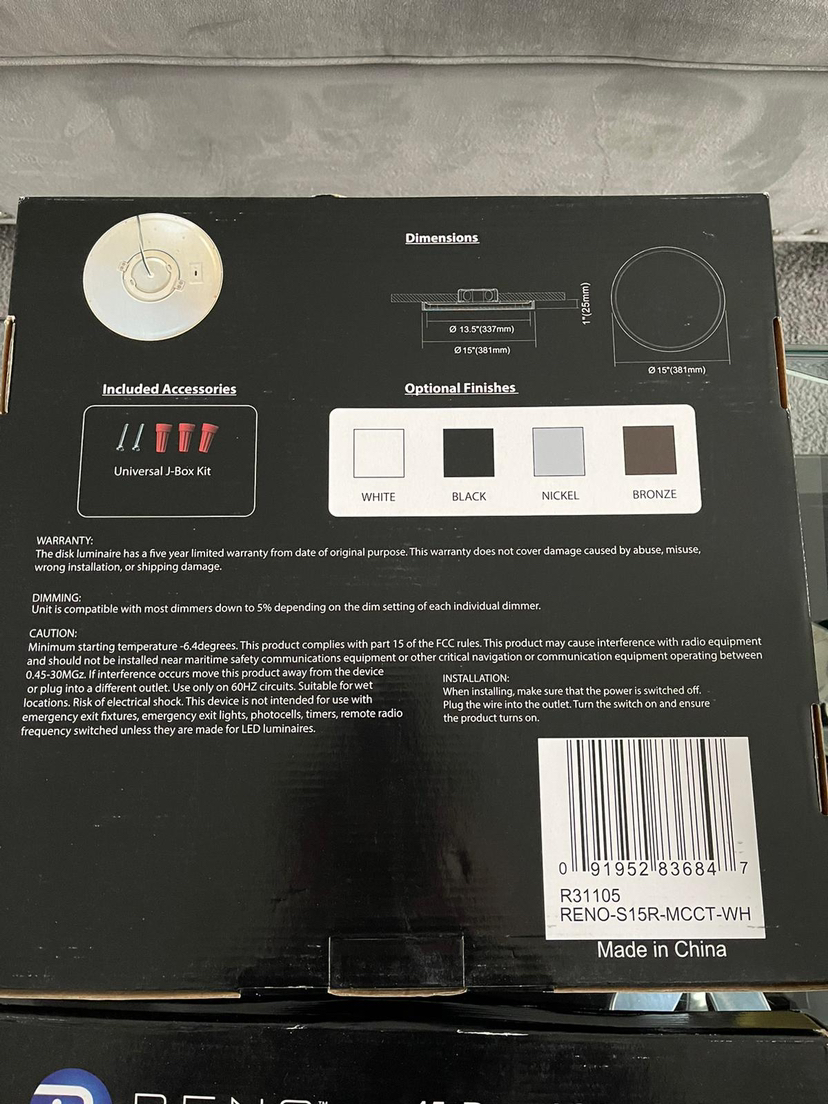 Dimensions
1"(25mm)
Ø 13.5"(337mm)
Ø 15"(381mm)
Ø 15"(381mm)
Included Accessories
Universal J-Box Kit
Optional Finishes
WHITE BLACK NICKEL BRONZE
WARRANTY:
The disk luminaire has a five year limited warranty from date of original purpose. This warranty does not cover damage caused by abuse, misuse,
wrong installation, or shipping damage.
DIMMING:
Unit is compatible with most dimmers down to 5% depending on the dim setting of each individual dimmer.
CAUTION:
Minimum starting temperature -6.4degrees. This product complies with part 15 of the FCC rules. This product may cause interference with radio equipment
and should not be installed near maritime safety communications equipment or other critical navigation or communication equipment operating between
0.45-30MGz. If interference occurs move this product away from the device
or plug into a different outlet. Use only on 60HZ circuits. Suitable for wet
locations. Risk of electrical shock. This device is not intended for use with
emergency exit fixtures, emergency exit lights, photocells, timers, remote radio
frequency switched unless they are made for LED luminaires.
INSTALLATION:
When installing, make sure that the power is switched off.
Plug the wire into the outlet. Turn the switch on and ensure
the product turns on.
0 91952 83684 7
R31105
RENO-S15R-MCCT-WH
Made in China
RENO™